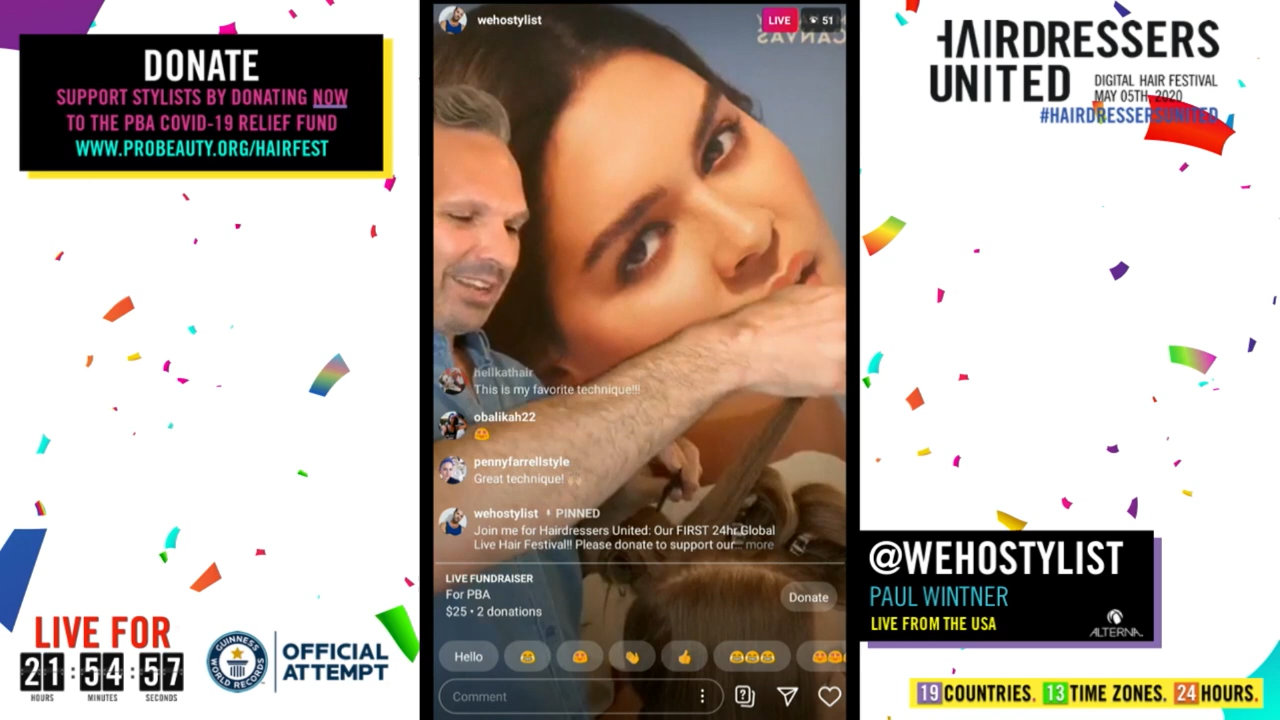 DONATE
SUPPORT STYLISTS BY DONATING NOW
TO THE PBA COVID-19 RELIEF FUND
WWW.PROBEAUTY.ORG/HAIRFEST
LIVE FOR
21:54:57
HOURS MINUTES SECONDS
GUINNESS
WORLD RECORDS
OFFICIAL
ATTEMPT
wehostylist
LIVE
51
CANVAS
hellkathair
This is my favorite technique!!!
obalikah22
pennyfarrellstyle
Great technique!
wehostylist PINNED
Join me for Hairdressers United: Our FIRST 24hr Global
Live Hair Festival!! Please donate to support our... more
LIVE FUNDRAISER
For PBA
$25 • 2 donations
Donate
Hello
Comment
HAIRDRESSERS
UNITED
DIGITAL HAIR FESTIVAL
MAY 05TH, 2020
#HAIRDRESSERSUNITED
@WEHOSTYLIST
PAUL WINTNER
LIVE FROM THE USA
ALTERNA
19 COUNTRIES. 13 TIME ZONES. 24 HOURS.